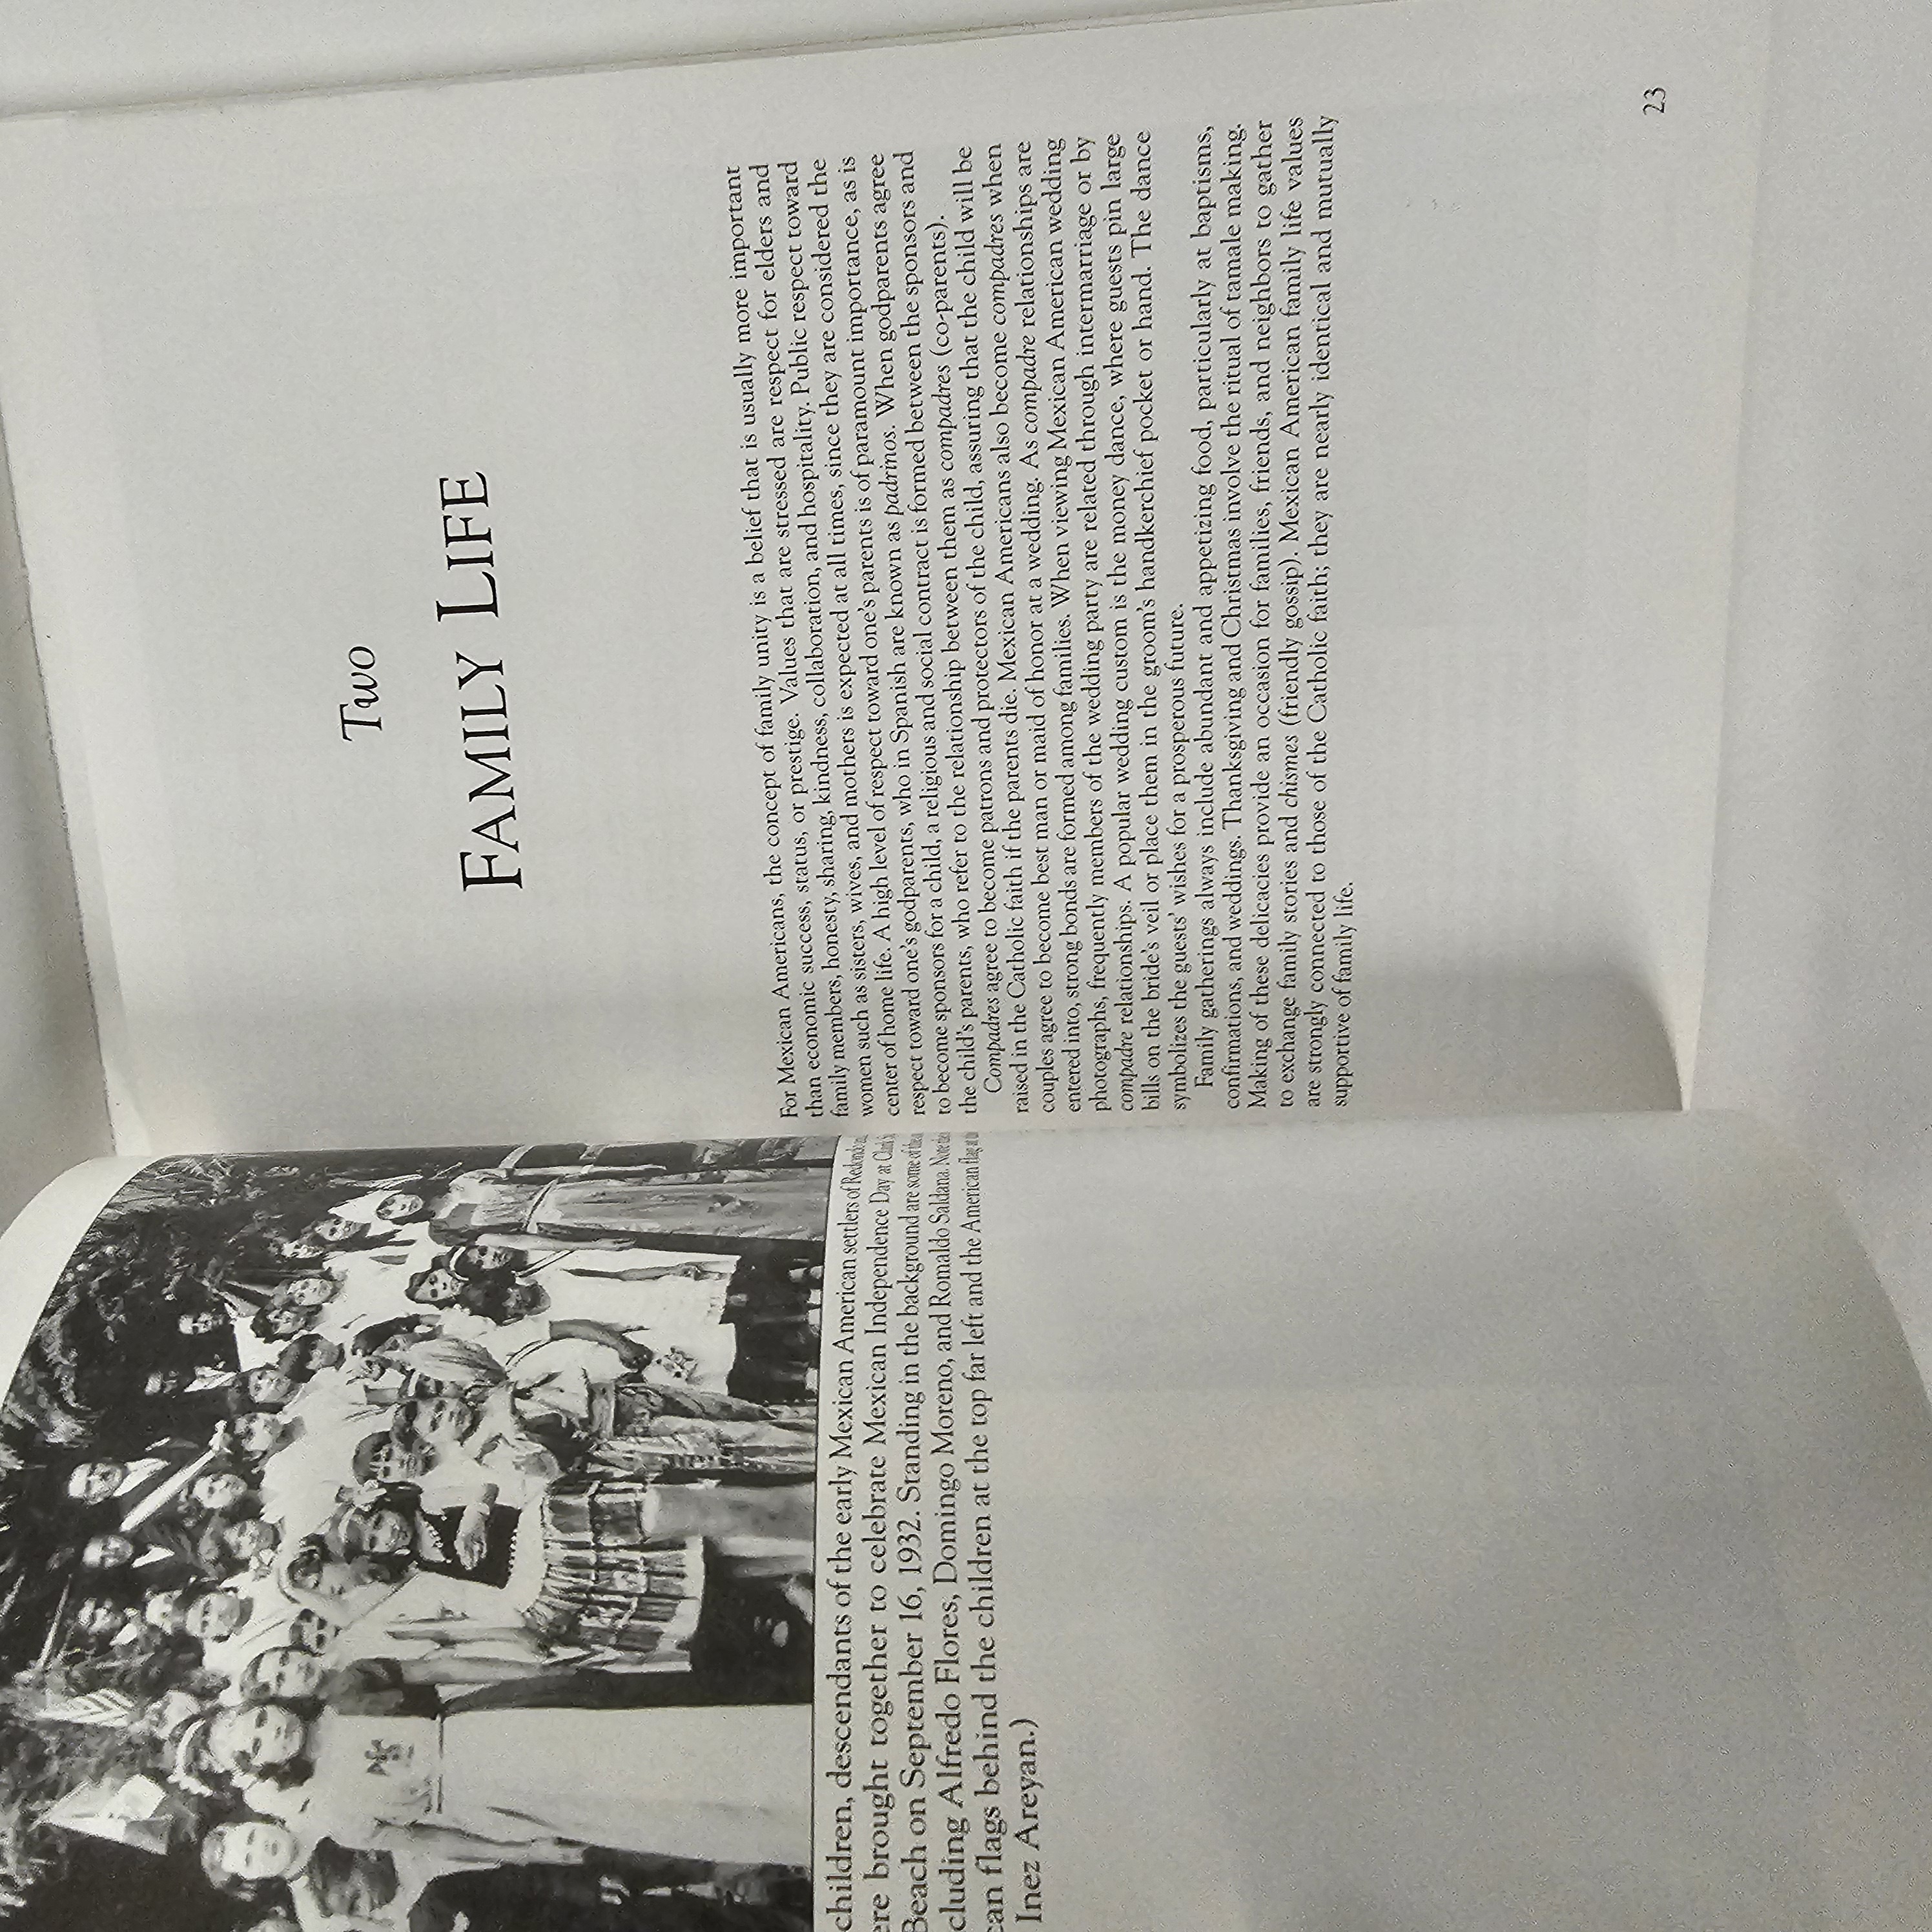 children, descendants of the early Mexican American settlers of Redondo
ere brought together to celebrate Mexican Independence Day at
Beach on September 16, 1932. Standing in the background are some of the
cluding Alfredo Flores, Domingo Moreno, and Romaldo Saldana. Note the
can flags behind the children at the top far left and the American flag at
Inez Areyan.)
Two
FAMILY LIFE
For Mexican Americans, the concept of family unity is a belief that is usually more important
than economic success, status, or prestige. Values that are stressed are respect for elders and
family members, honesty, sharing, kindness, collaboration, and hospitality. Public respect toward
women such as sisters, wives, and mothers is expected at all times, since they are considered the
center of home life. A high level of respect toward one's parents is of paramount importance, as is
respect toward one's godparents, who in Spanish are known as padrinos. When godparents agree
to become sponsors for a child, a religious and social contract is formed between the sponsors and
the child's parents, who refer to the relationship between them as compadres (co-parents).
Compadres agree to become patrons and protectors of the child, assuring that the child will be
raised in the Catholic faith if the parents die. Mexican Americans also become compadres when
couples agree to become best man or maid of honor at a wedding. As compadre relationships are
entered into, strong bonds are formed among families. When viewing Mexican American wedding
photographs, frequently members of the wedding party are related through intermarriage or by
compadre relationships. A popular wedding custom is the money dance, where guests pin large
bills on the bride's veil or place them in the groom's handkerchief pocket or hand. The dance
symbolizes the guests' wishes for a prosperous future.
Family gatherings always include abundant and appetizing food, particularly at baptisms,
confirmations, and weddings. Thanksgiving and Christmas involve the ritual of tamale making.
Making of these delicacies provide an occasion for families, friends, and neighbors to gather
to exchange family stories and chismes (friendly gossip). Mexican American family life values
are strongly connected to those of the Catholic faith; they are nearly identical and mutually
supportive of family life.
23